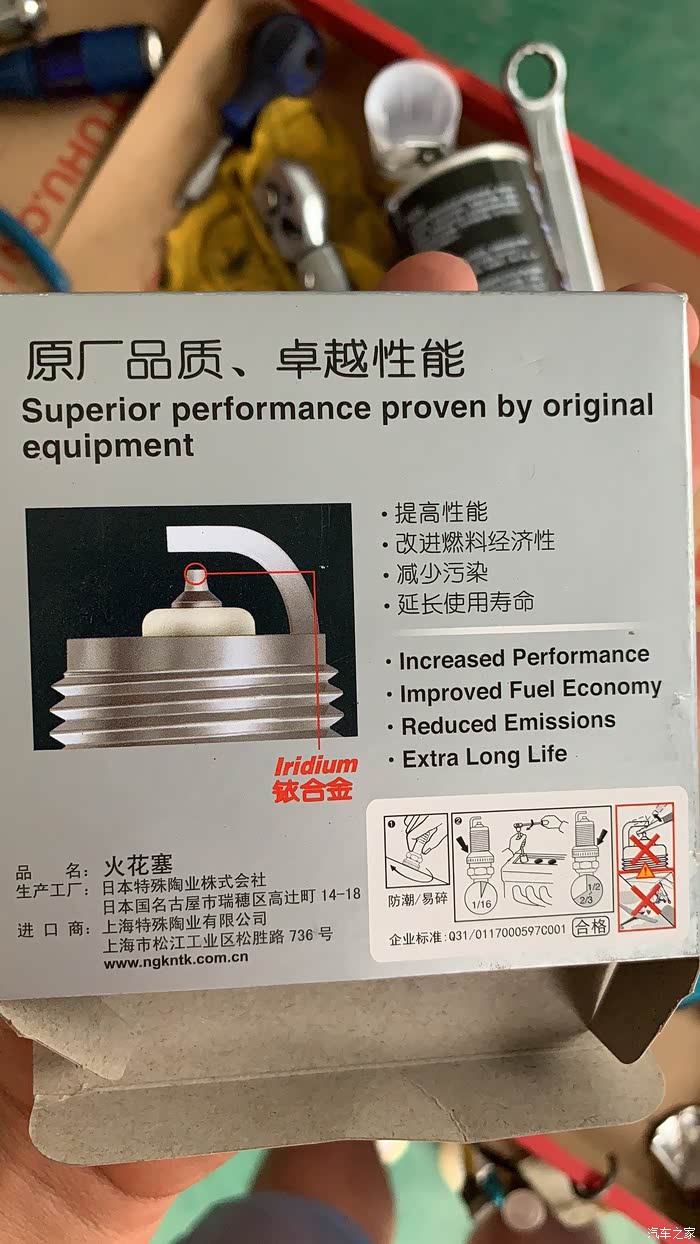 TUHU.C
原厂品质、卓越性能
Superior performance proven by original
equipment
·提高性能
·改进燃料经济性
·减少污染
·延长使用寿命
·Increased Performance
·Improved Fuel Economy
·Reduced Emissions
·Extra Long Life
Iridium
铱合金
品 名：火花塞
生产工厂：日本特殊陶业株式会社
日本国名古屋市瑞穗区高辻町 14-18
进 口 商：上海特殊陶业有限公司
上海市松江工业区松胜路 736 号
www.ngkntk.com.cn
1
2
1/16
1/2
2/3
防潮/易碎
企业标准:Q31/0117000597C001 合格
汽车之家